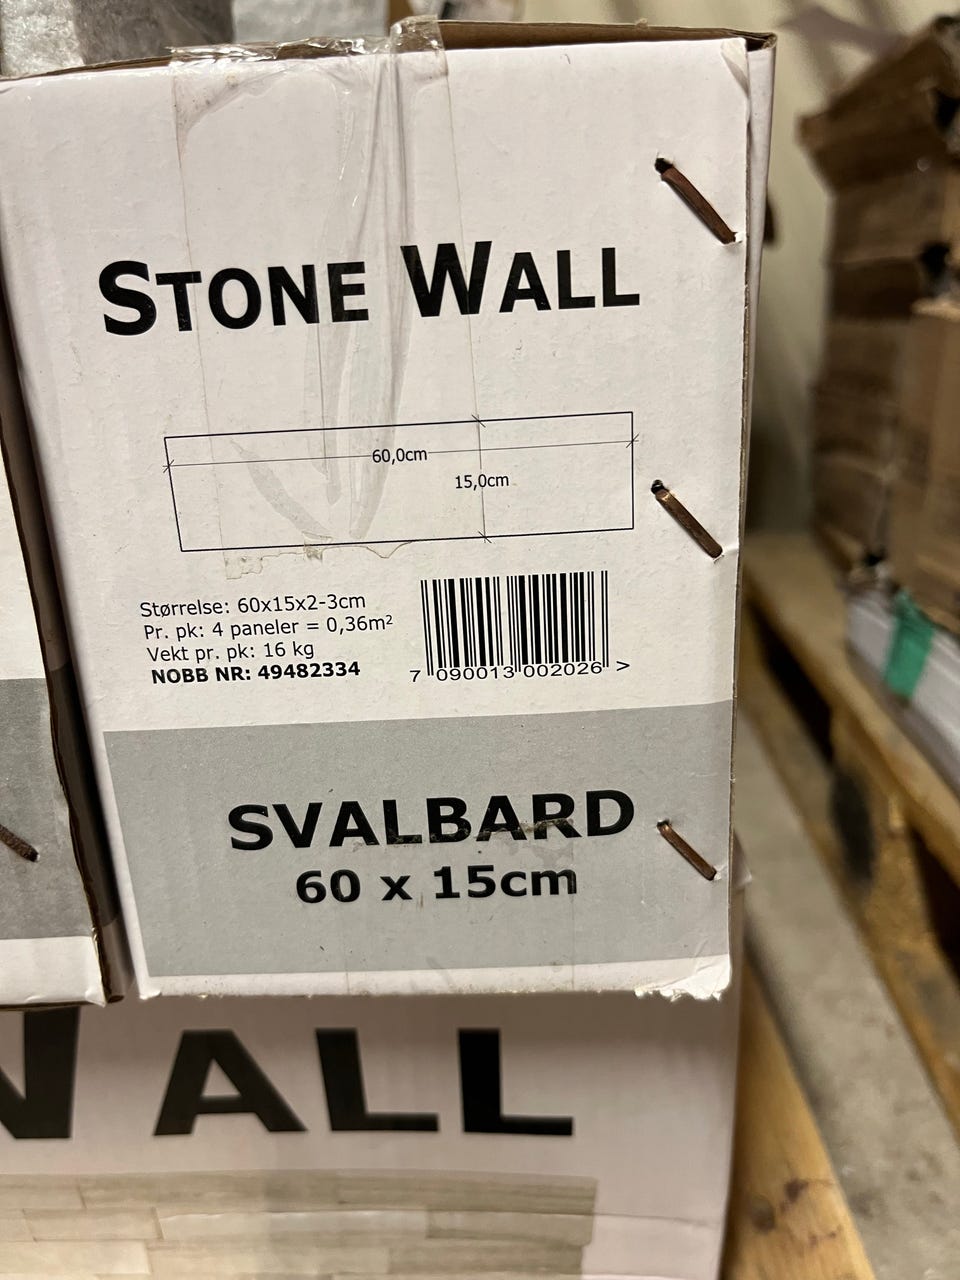 STONE WALL
60,0cm
15,0cm
Størrelse: 60x15x2-3cm
Pr. pk: 4 paneler = 0,36m²
Vekt pr. pk: 16 kg
NOBB NR: 49482334
7 090013 002026 >
SVALBARD
60 x 15cm
WALL